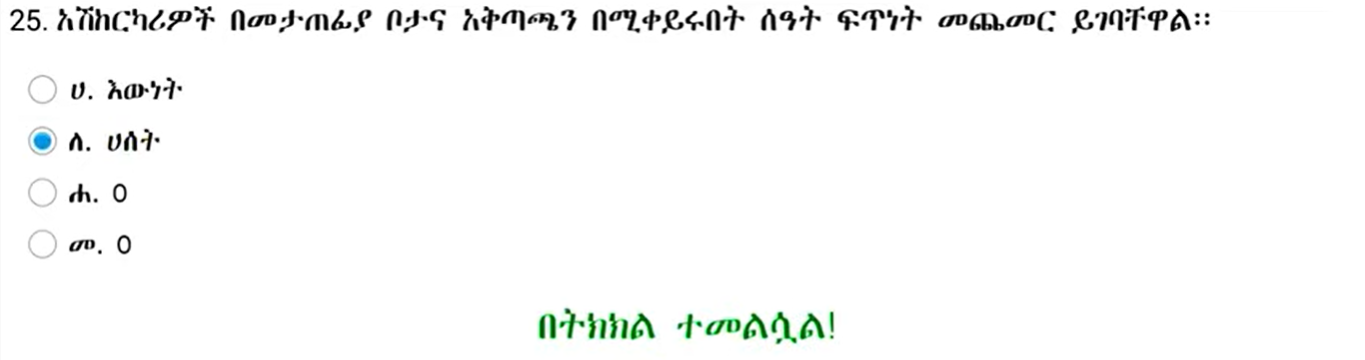 25. አሽከርካሪዎች በመታጠፊያ ቦታና አቅጣጫን በሚቀይሩበት ሰዓት ፍጥነት መጨመር ይገባቸዋል፡፡
ሀ. እውነት
ለ. ሀሰት
ሐ. 0
መ. 0
በትክክል ተመልሷል!